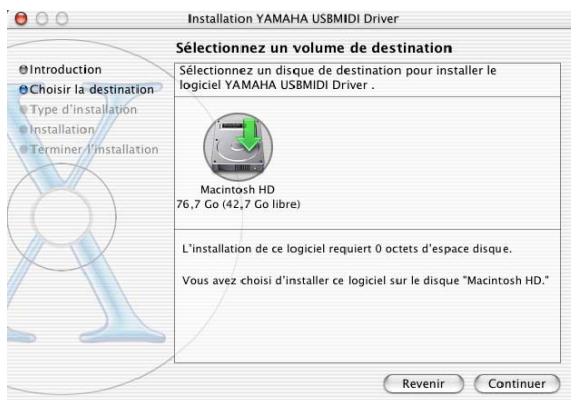 Installation YAMAHA USBMIDI Driver
Sélectionnez un volume de destination
Introduction
Choisir la destination
Type d'installation
Installation
Terminer l'installation
Sélectionnez un disque de destination pour installer le
logiciel YAMAHA USBMIDI Driver .
Macintosh HD
76,7 Go (42,7 Go libre)
L'installation de ce logiciel requiert 0 octets d'espace disque.
Vous avez choisi d'installer ce logiciel sur le disque "Macintosh HD."
Revenir
Continuer